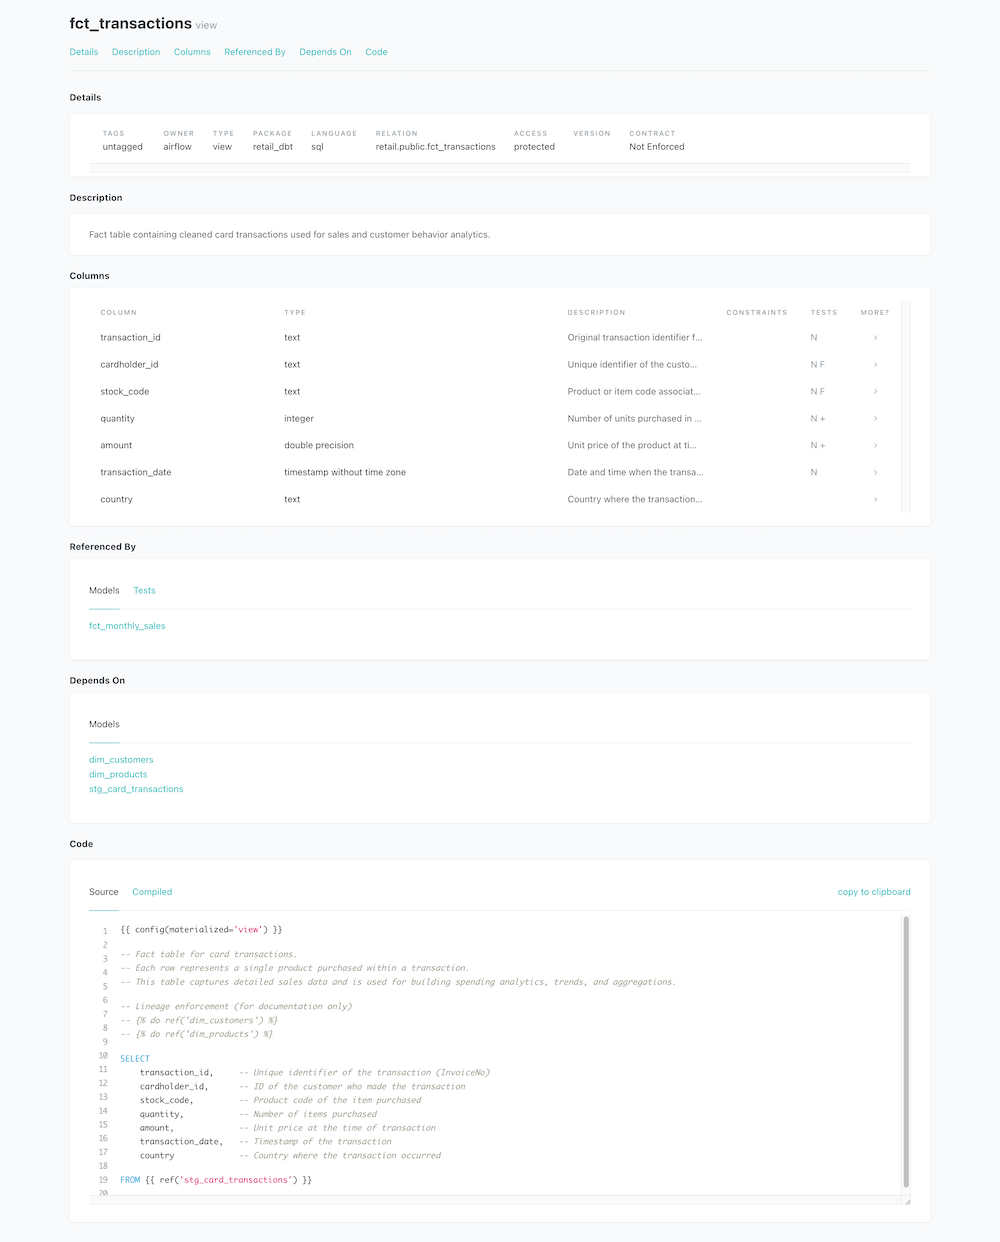 fct_transactions view
Details Description Columns Referenced By Depends On Code
Details
TAGS OWNER TYPE PACKAGE LANGUAGE RELATION ACCESS VERSION CONTRACT
untagged airflow view retail_dbt sql retail.public.fct_transactions protected Not Enforced
Description
Fact table containing cleaned card transactions used for sales and customer behavior analytics.
Columns
COLUMN TYPE DESCRIPTION CONSTRAINTS TESTS MORE?
transaction_id text Original transaction identifier f... N >
cardholder_id text Unique identifier of the custo... N F >
stock_code text Product or item code associat... N F >
quantity integer Number of units purchased in ... N + >
amount double precision Unit price of the product at ti... N + >
transaction_date timestamp without time zone Date and time when the transa... N >
country text Country where the transaction... >
Referenced By
Models Tests
fct_monthly_sales
Depends On
Models
dim_customers
dim_products
stg_card_transactions
Code
Source Compiled copy to clipboard
1 {{ config(materialized='view') }}
2
3 -- Fact table for card transactions.
4 -- Each row represents a single product purchased within a transaction.
5 -- This table captures detailed sales data and is used for building spending analytics, trends, and aggregations.
6
7 -- Lineage enforcement (for documentation only)
8 -- {% do ref('dim_customers') %}
9 -- {% do ref('dim_products') %}
10
11 SELECT
12 transaction_id, -- Unique identifier of the transaction (InvoiceNo)
13 cardholder_id, -- ID of the customer who made the transaction
14 stock_code, -- Product code of the item purchased
15 quantity, -- Number of items purchased
16 amount, -- Unit price at the time of transaction
17 transaction_date, -- Timestamp of the transaction
18 country -- Country where the transaction occurred
19
20 FROM {{ ref('stg_card_transactions') }}